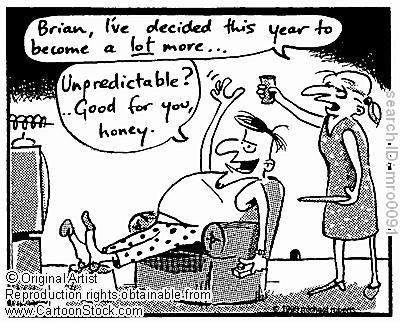 Brian, I've decided this year to
become a lot more...
Unpredictable?
..Good for you,
honey.
search ID: mro0091
© Original Artist
Reproduction rights obtainable from
www.CartoonStock.com